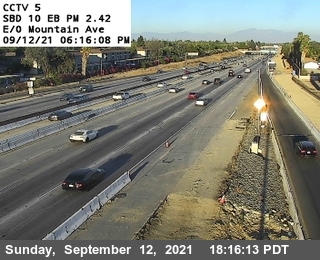 CCTV 5
SBD 10 EB PM 2.42
E/O Mountain Ave
09/12/21 06:16:08 PM
Sunday, September 12, 2021 18:16:13 PDT